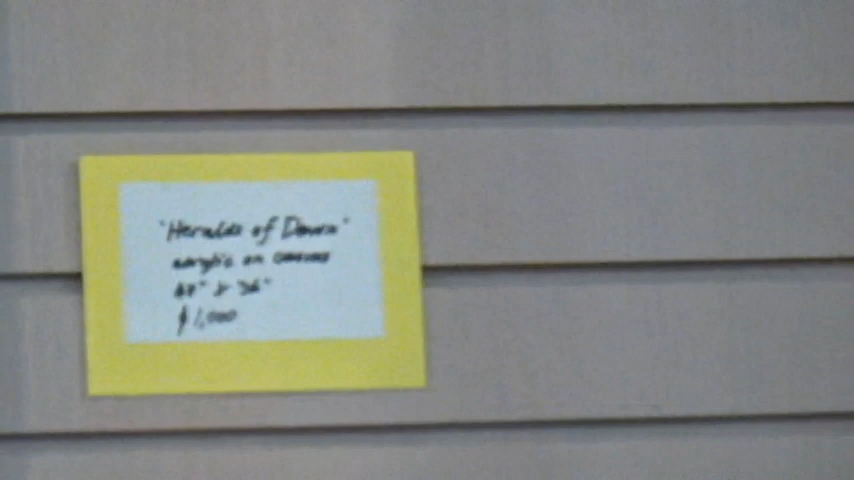 "Heralds of Dawn"
acrylic on canvas
$1,000